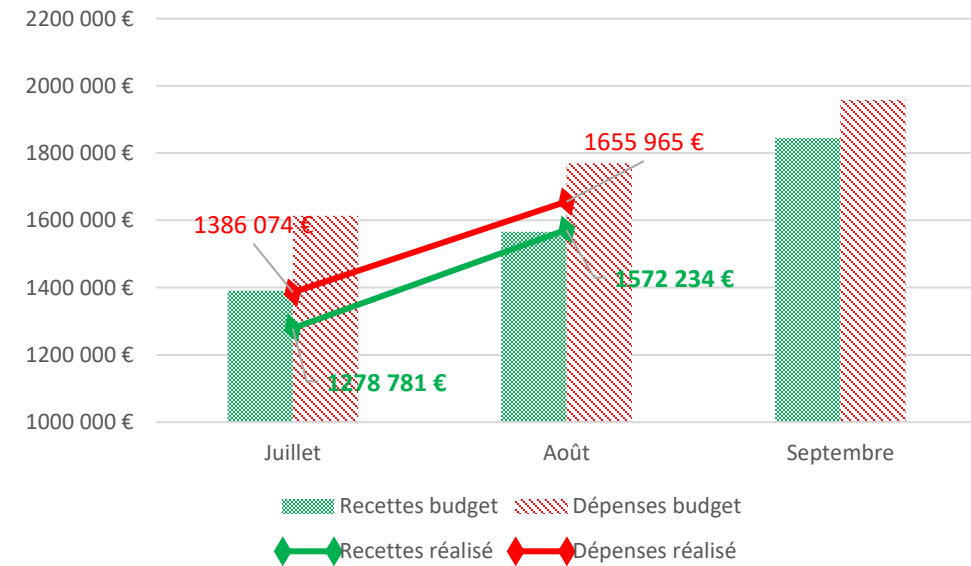 2200 000 €
2000 000 €
1800 000 €
1655 965 €
1600 000 €
1386 074 €
1400 000 €
1572 234 €
1200 000 €
1278 781 €
1000 000 €
Juillet Août Septembre
Recettes budget Dépenses budget
Recettes réalisé Dépenses réalisé